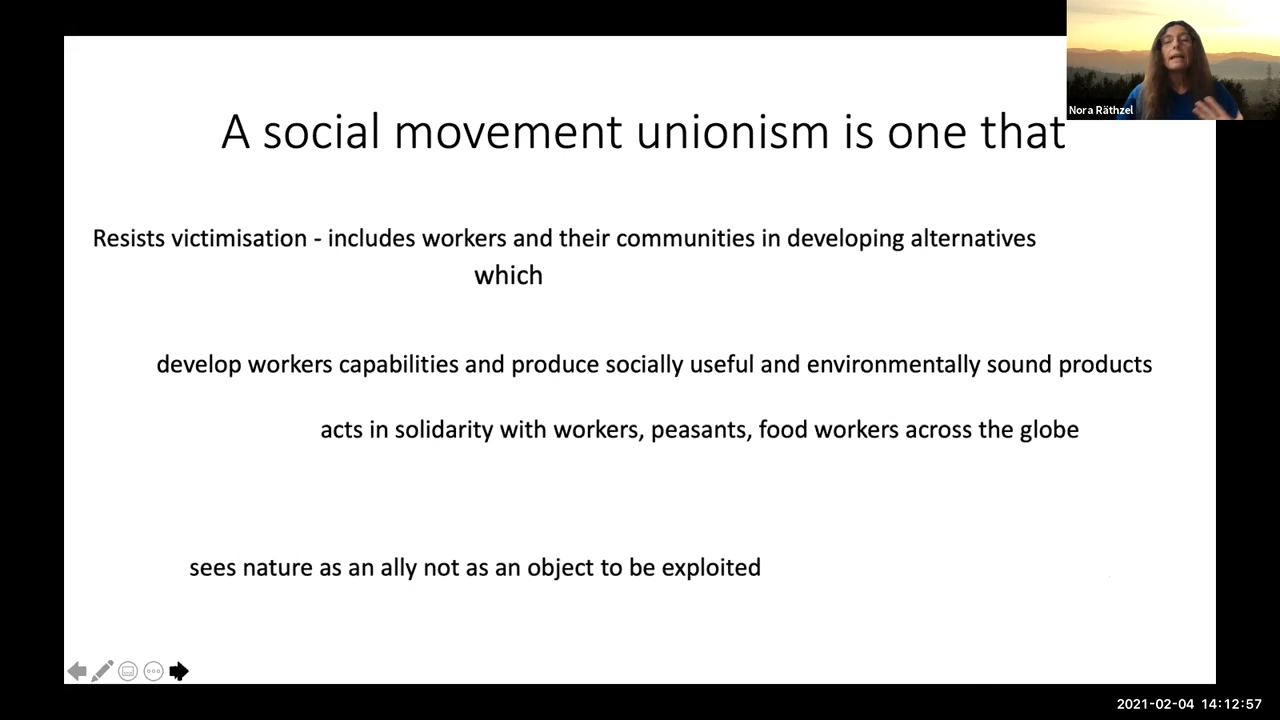 Nora Räthzel
A social movement unionism is one that
Resists victimisation - includes workers and their communities in developing alternatives
which
develop workers capabilities and produce socially useful and environmentally sound products
acts in solidarity with workers, peasants, food workers across the globe
sees nature as an ally not as an object to be exploited
2021-02-04 14:12:57